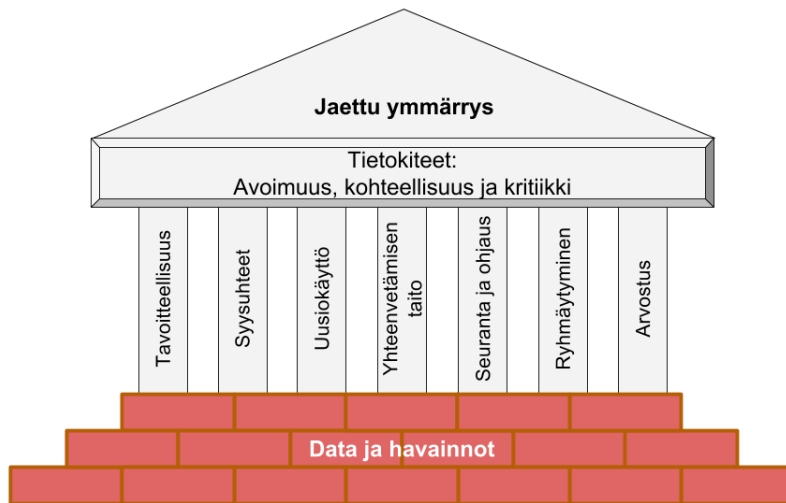 Jaettu ymmärrys
Tietokiteet:
Avoimuus, kohteellisuus ja kritiikki
Tavoitteellisuus
Syysuhteet
Uusiokäyttö
Yhteenvetämisen
taito
Seuranta ja ohjaus
Ryhmäytyminen
Arvostus
Data ja havainnot